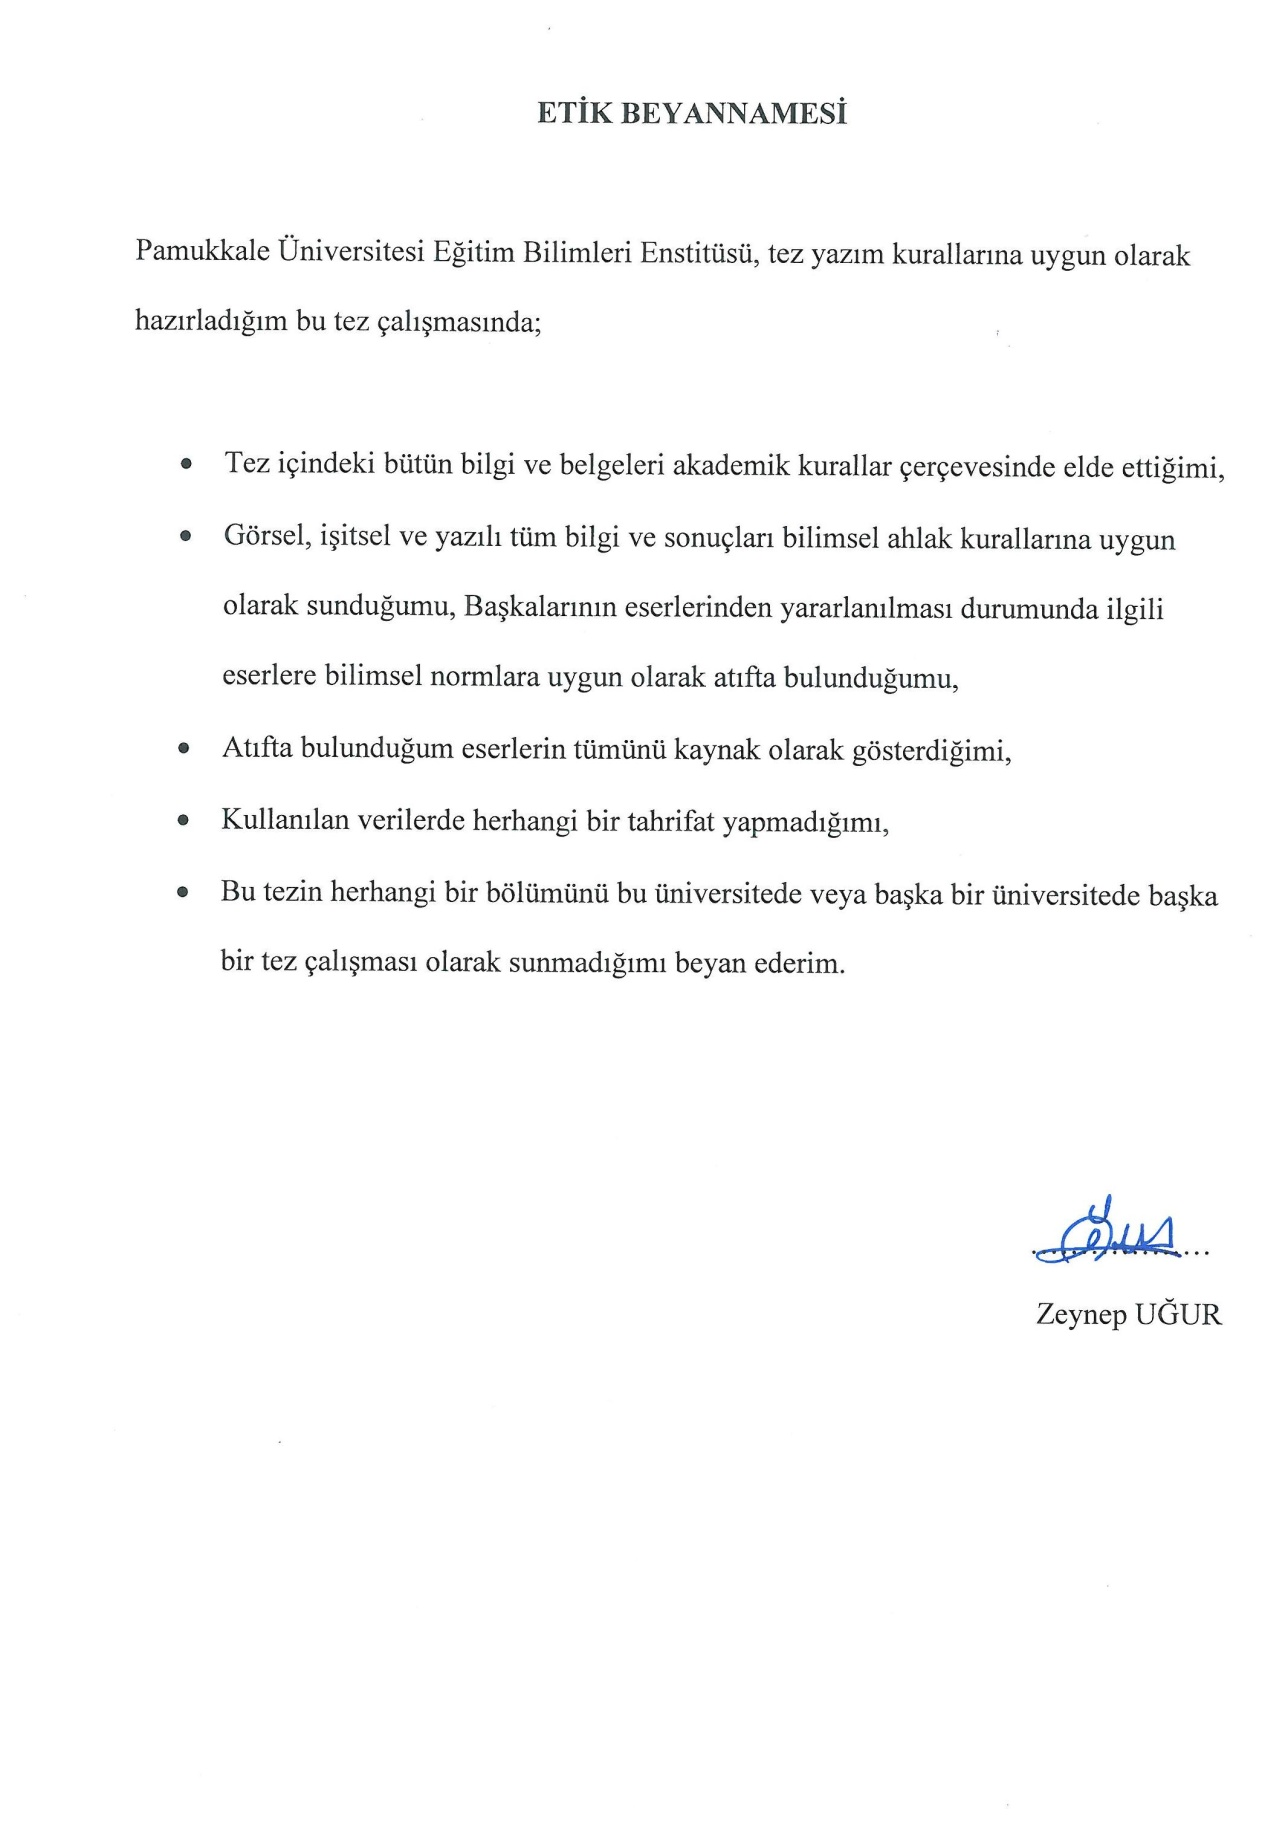 ETİK BEYANNAMESİ
Pamukkale Üniversitesi Eğitim Bilimleri Enstitüsü, tez yazım kurallarına uygun olarak
hazırladığım bu tez çalışmasında;
• Tez içindeki bütün bilgi ve belgeleri akademik kurallar çerçevesinde elde ettiğimi,
• Görsel, işitsel ve yazılı tüm bilgi ve sonuçları bilimsel ahlak kurallarına uygun
olarak sunduğumu, Başkalarının eserlerinden yararlanılması durumunda ilgili
eserlere bilimsel normlara uygun olarak atıfta bulunduğumu,
• Atıfta bulunduğum eserlerin tümünü kaynak olarak gösterdiğimi,
• Kullanılan verilerde herhangi bir tahrifat yapmadığımı,
• Bu tezin herhangi bir bölümünü bu üniversitede veya başka bir üniversitede başka
bir tez çalışması olarak sunmadığımı beyan ederim.
Zeynep UĞUR